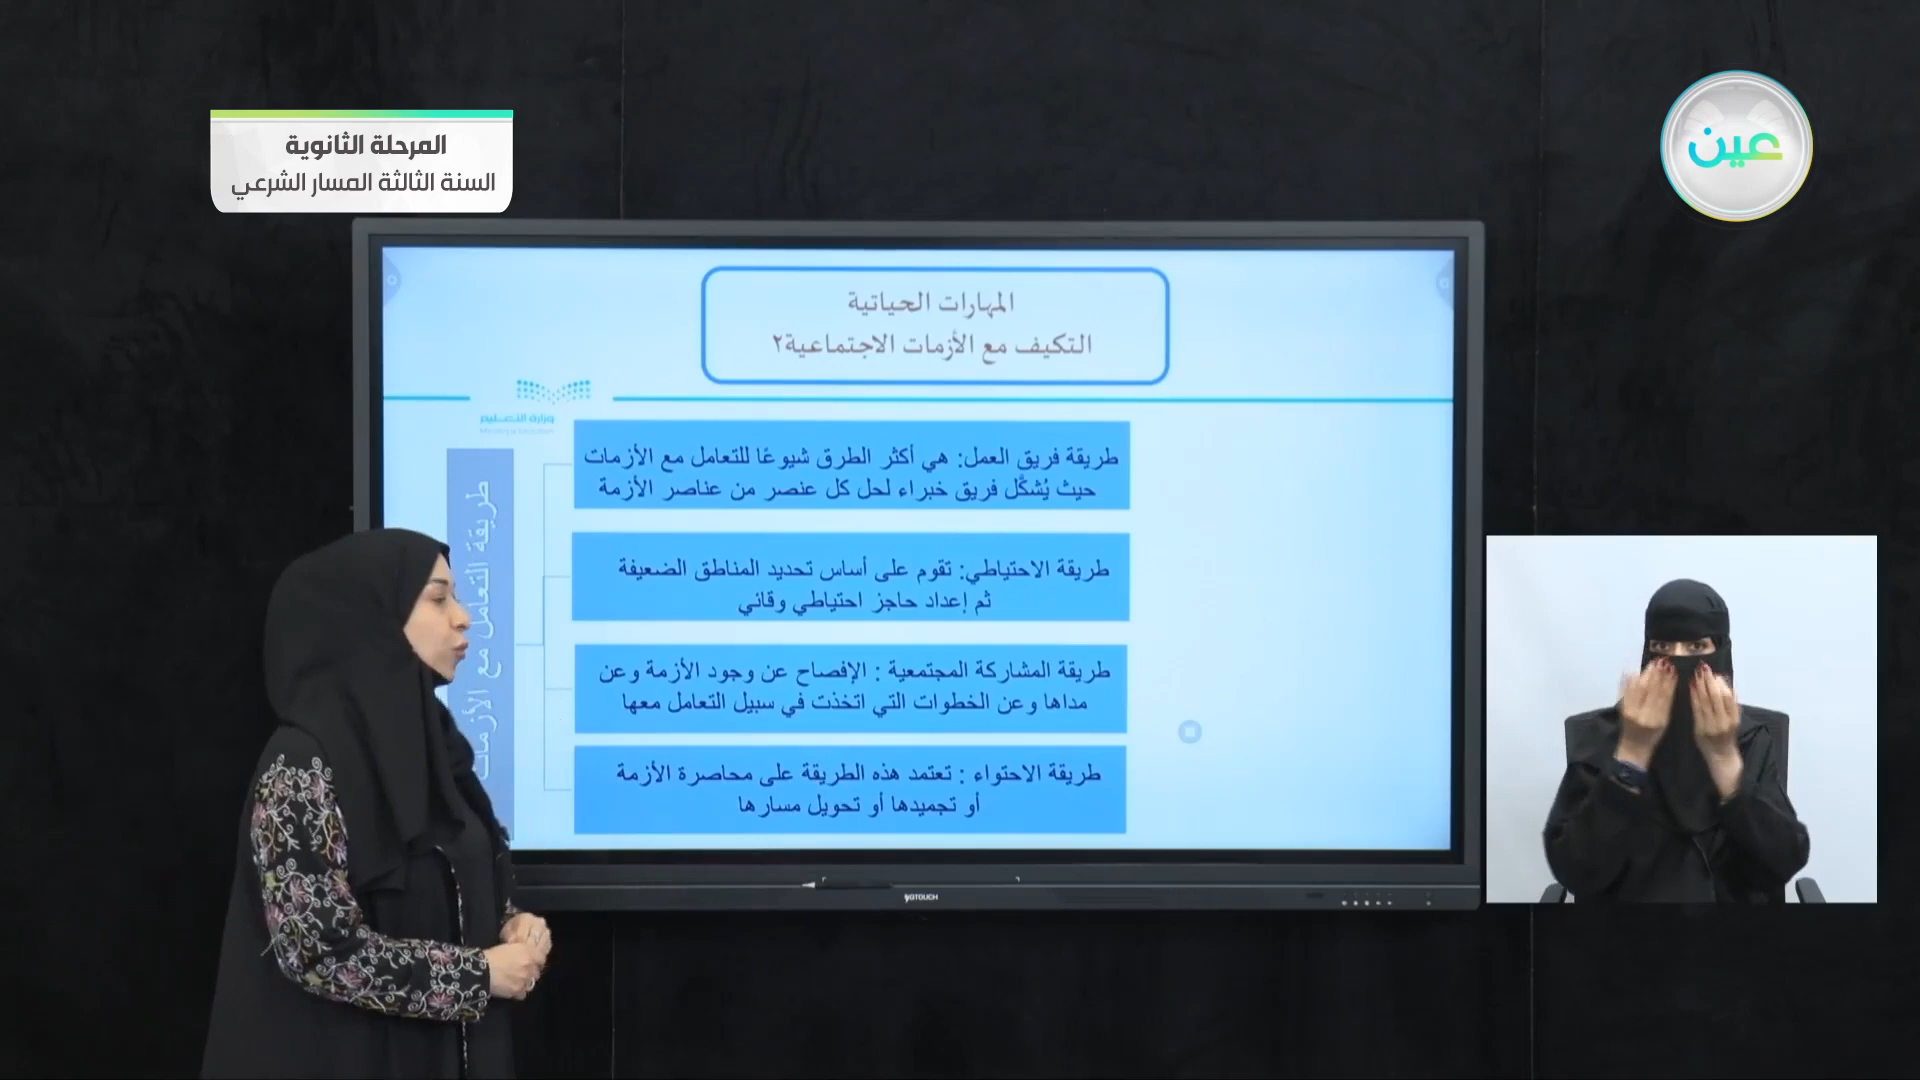 المرحلة الثانوية
السنة الثالثة المسار الشرعي
عين
المهارات الحياتية
التكيف مع الأزمات الاجتماعية٢
وزارة التعليم
طريقة التعامل مع الأزمات
طريقة فريق العمل: هي أكثر الطرق شيوعًا للتعامل مع الأزمات
حيث يُشكَّل فريق خبراء لحل كل عنصر من عناصر الأزمة
طريقة الاحتياطي: تقوم على أساس تحديد المناطق الضعيفة
ثم إعداد حاجز احتياطي وقائي
طريقة المشاركة المجتمعية : الإفصاح عن وجود الأزمة وعن
مداها وعن الخطوات التي اتخذت في سبيل التعامل معها
طريقة الاحتواء : تعتمد هذه الطريقة على محاصرة الأزمة
أو تجميدها أو تحويل مسارها